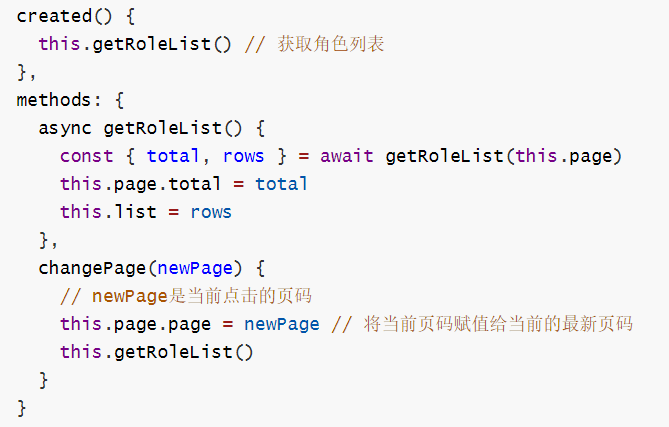 created() {
  this.getRoleList() // 获取角色列表
},
methods: {
  async getRoleList() {
    const { total, rows } = await getRoleList(this.page)
    this.page.total = total
    this.list = rows
  },
  changePage(newPage) {
    // newPage是当前点击的页码
    this.page.page = newPage // 将当前页码赋值给当前的最新页码
    this.getRoleList()
  }
}